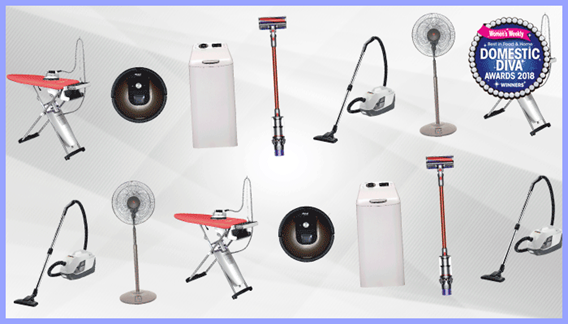 Women's Weekly
Best in Food & Home
DOMESTIC
DIVA
AWARDS 2018
WINNERS